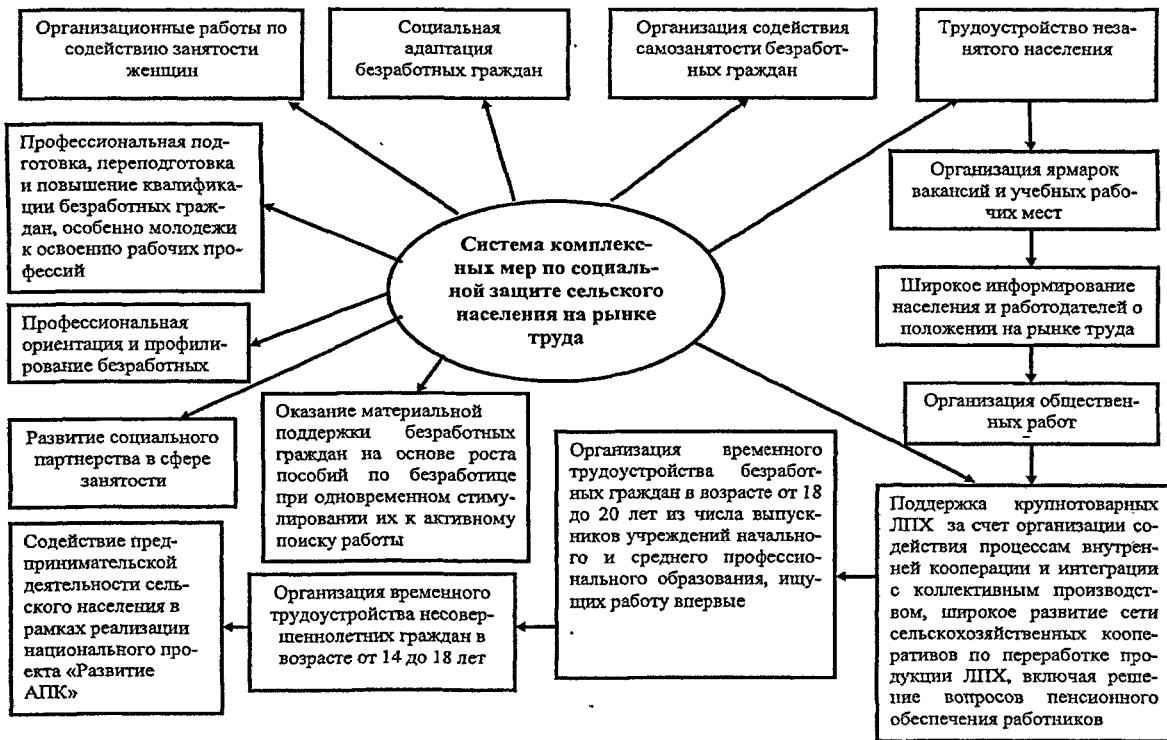 Организационные работы по
содействию занятости
женщин
Социальная
адаптация
безработных граждан
Организация содействия
самозанятости безработ-
ных граждан
Трудоустройство неза-
нятого населения
Профессиональная под-
готовка, переподготовка
и повышение квалифика-
ции безработных граж-
дан, особенно молодежи
к освоению рабочих про-
фессий
Организация ярмарок
вакансий и учебных рабо-
чих мест
Система комплекс-
ных мер по социаль-
ной защите сельского
населения на рынке
труда
Широкое информирование
населения и работодателей о
положении на рынке труда
Профессиональная
ориентация и профили-
рование безработных
Организация обществен-
ных работ
Развитие социального
партнерства в сфере
занятости
Оказание материальной
поддержки безработных
граждан на основе роста
пособий по безработице
при одновременном стиму-
лировании их к активному
поиску работы
Организация временного
трудоустройства безработ-
ных граждан в возрасте от 18
до 20 лет из числа выпуск-
ников учреждений начально-
го и среднего профессио-
нального образования, ищу-
щих работу впервые
Поддержка крупнотоварных
ЛПХ за счет организации со-
действия процессам внутрен-
ней кооперации и интеграции
с коллективным производст-
вом, широкое развитие сети
сельскохозяйственных коопе-
ративов по переработке про-
дукции ЛПХ, включая реше-
ние вопросов пенсионного
обеспечения работников
Содействие пред-
принимательской
деятельности сель-
ского населения в
рамках реализации
национального про-
екта «Развитие
АПК»
Организация временного
трудоустройства несовер-
шеннолетних граждан в
возрасте от 14 до 18 лет